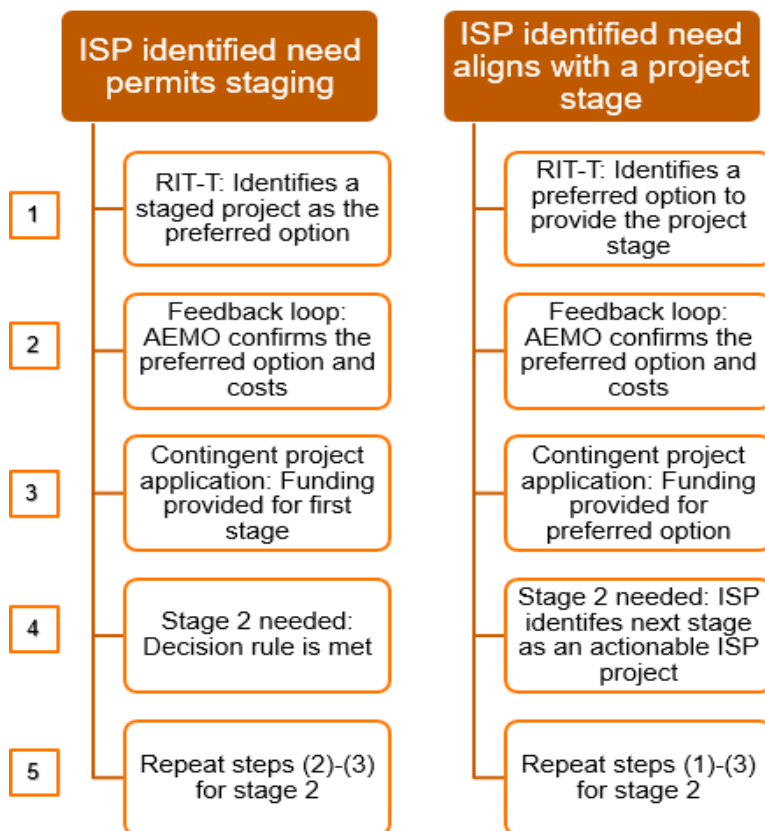 ISP identified need
permits staging
ISP identified need
aligns with a project
stage
1
RIT-T: Identifies a
staged project as the
preferred option
RIT-T: Identifies a
preferred option to
provide the project
stage
2
Feedback loop:
AEMO confirms the
preferred option and
costs
Feedback loop:
AEMO confirms the
preferred option and
costs
3
Contingent project
application: Funding
provided for first
stage
Contingent project
application: Funding
provided for
preferred option
4
Stage 2 needed:
Decision rule is met
Stage 2 needed: ISP
identifes next stage
as an actionable ISP
project
5
Repeat steps (2)-(3)
for stage 2
Repeat steps (1)-(3)
for stage 2